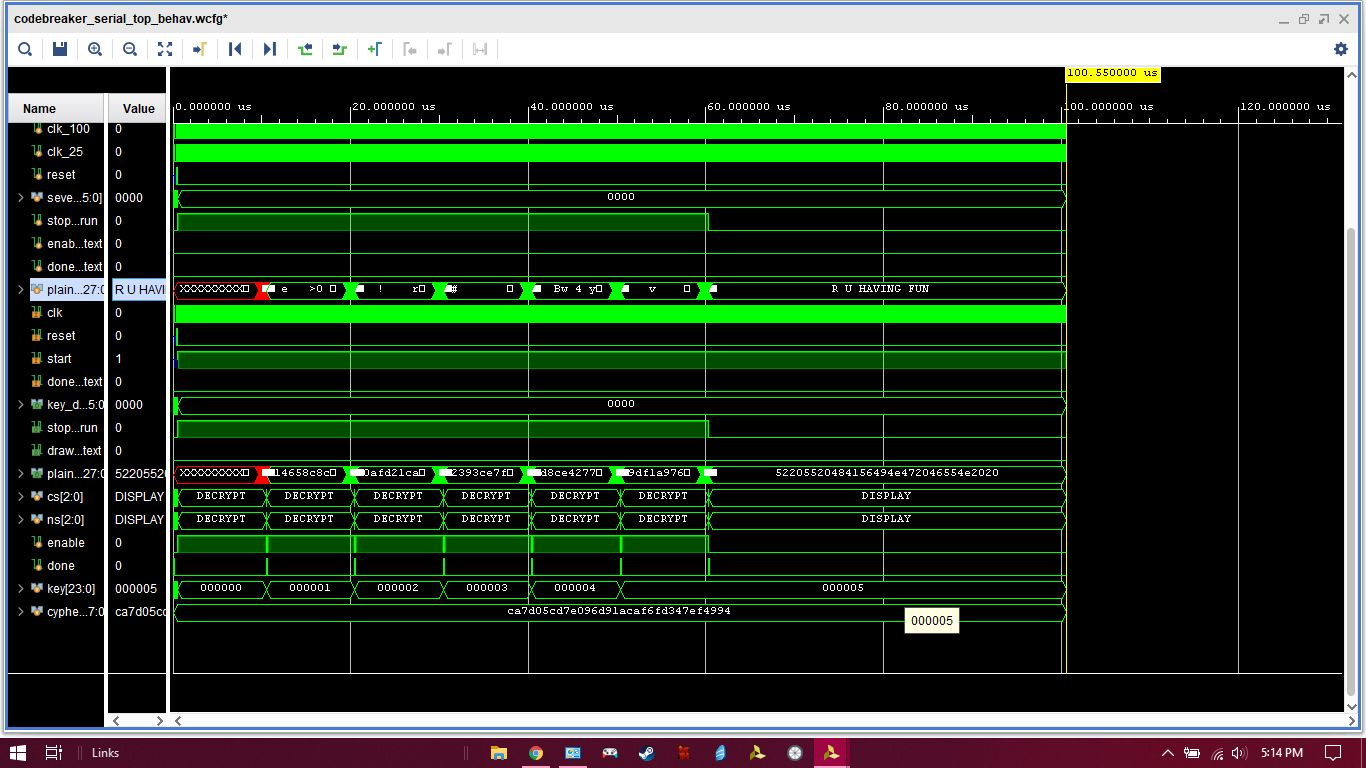 codebreaker_serial_top_behav.wcfg*
100.550000 us
Name Value 0.000000 us 20.000000 us 40.000000 us 60.000000 us 80.000000 us 100.000000 us 120.000000 us
clk_100 0
clk_25 0
reset 0
seve...5:0] 0000 0000
stop...run 0
enab...text 0
done...text 0
plain...27:0 R U HAVI XXXXXXXXX e >0 ! r # Bw 4 y v R U HAVING FUN
clk 0
reset 0
start 1
done...text 0
key_d...5:0 0000 0000
stop...run 0
draw...text 0
plain...27:0 52205520 XXXXXXXXX 14658c8c 0afd21ca 2393ce7f d8ce4277 9df1a976 52205520484156494e472046554e2020
cs[2:0] DISPLAY DECRYPT DECRYPT DECRYPT DECRYPT DECRYPT DECRYPT DISPLAY
ns[2:0] DISPLAY DECRYPT DECRYPT DECRYPT DECRYPT DECRYPT DECRYPT DISPLAY
enable 0
done 0
key[23:0] 000005 000000 000001 000002 000003 000004 000005
cyphe...7:0 ca7d05cd ca7d05cd7e096d91acaf6fd347ef4994
000005
Links 5:14 PM